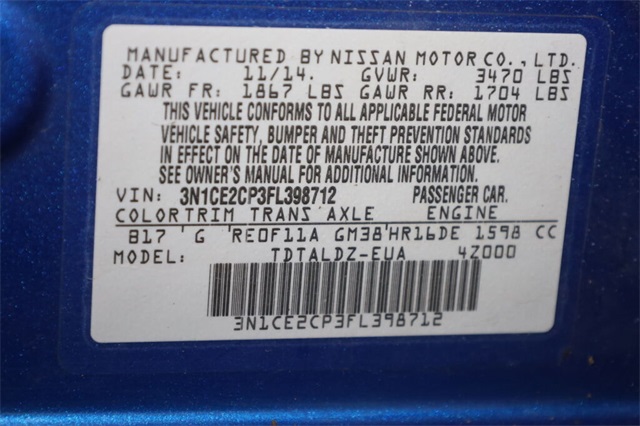 MANUFACTURED BY NISSAN MOTOR CO., LTD.
DATE: 11/14. GVWR: 3470 LBS
GAWR FR: 1867 LBS GAWR RR: 1704 LBS
THIS VEHICLE CONFORMS TO ALL APPLICABLE FEDERAL MOTOR
VEHICLE SAFETY, BUMPER AND THEFT PREVENTION STANDARDS
IN EFFECT ON THE DATE OF MANUFACTURE SHOWN ABOVE.
SEE OWNER'S MANUAL FOR ADDITIONAL INFORMATION.
VIN: 3N1CE2CP3FL398712 PASSENGER CAR.
COLORTRIM TRANS AXLE ENGINE
B17 'G 'RE0F11A GM38'HR16DE 1598 CC
MODEL: TDTALDZ-EUA 4Z000
3N1CE2CP3FL398712